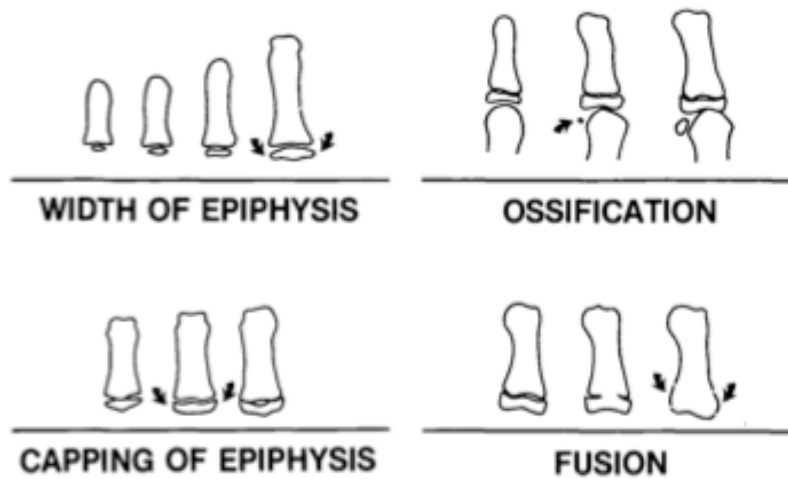 WIDTH OF EPIPHYSIS
OSSIFICATION
CAPPING OF EPIPHYSIS
FUSION